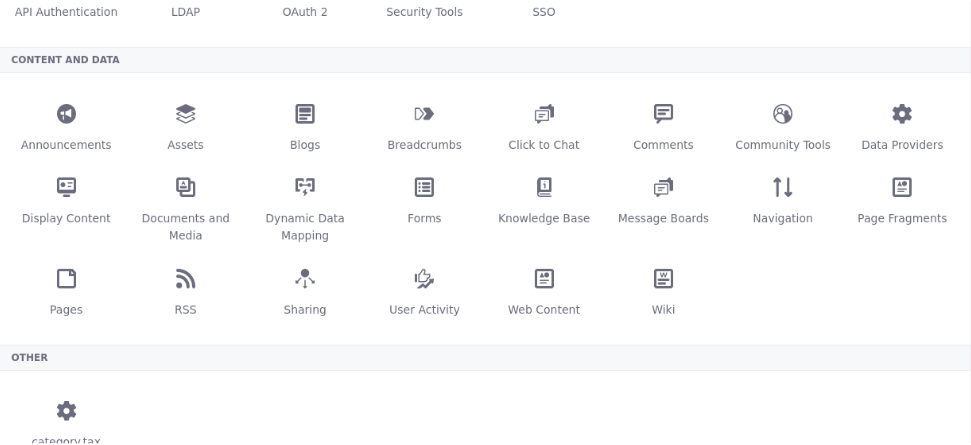 API Authentication LDAP OAuth 2 Security Tools SSO
CONTENT AND DATA
Announcements Assets Blogs Breadcrumbs Click to Chat Comments Community Tools Data Providers
Display Content Documents and Media Dynamic Data Mapping Forms Knowledge Base Message Boards Navigation Page Fragments
Pages RSS Sharing User Activity Web Content Wiki
OTHER
category.tax